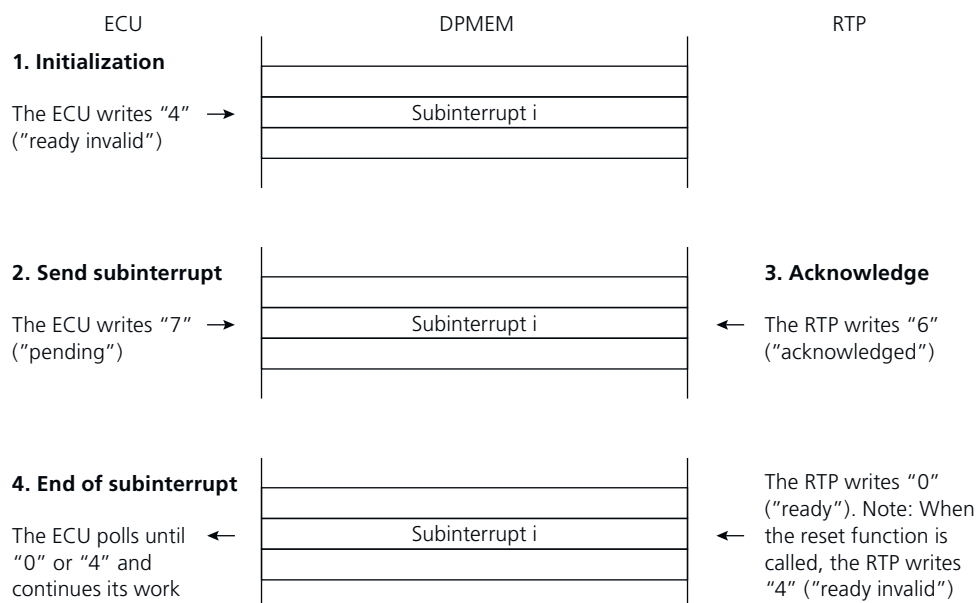 ECU
DPMEM
RTP
1. Initialization
The ECU writes “4”
(”ready invalid”)
Subinterrupt i
2. Send subinterrupt
The ECU writes “7”
(”pending”)
Subinterrupt i
3. Acknowledge
The RTP writes “6”
(”acknowledged”)
4. End of subinterrupt
The ECU polls until
“0” or “4” and
continues its work
Subinterrupt i
The RTP writes “0”
(”ready”). Note: When
the reset function is
called, the RTP writes
“4” (”ready invalid”)